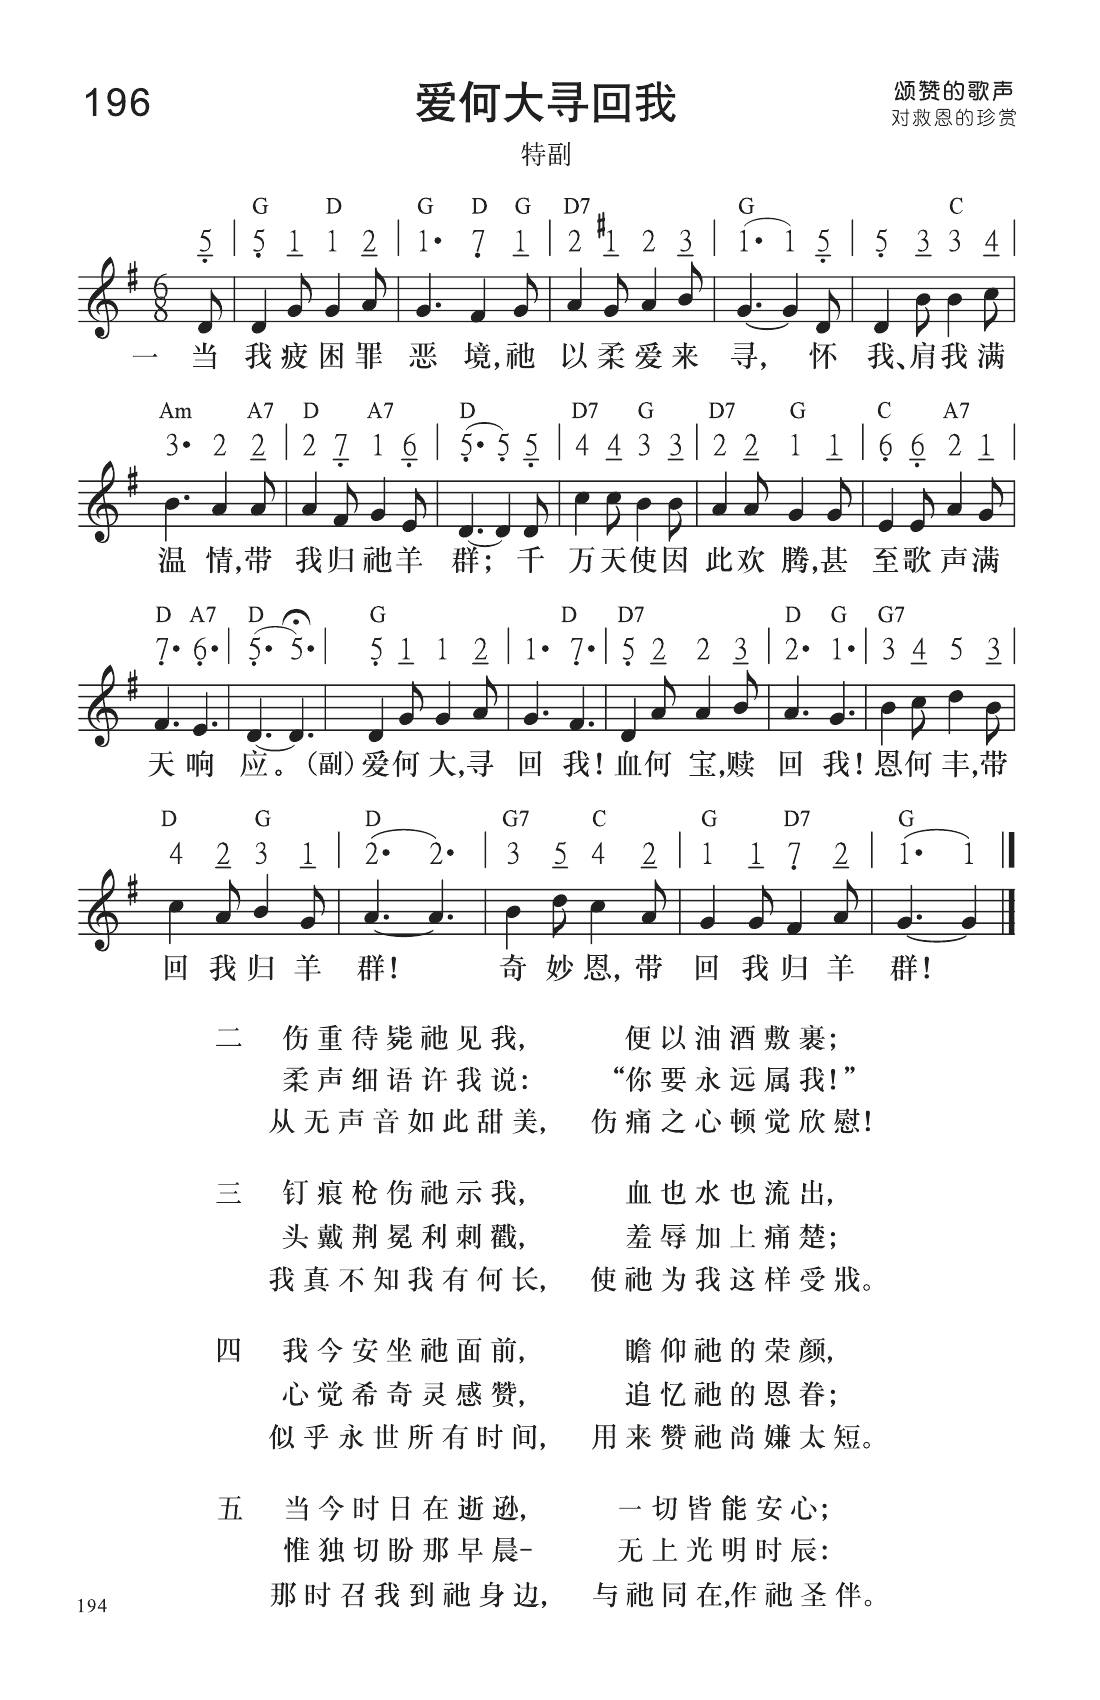 196
爱何大寻回我
颂赞的歌声
对救恩的珍赏
特副
G D G D G D7 G C
5 | 5 1 1 2 | 1· 7 1 | 2 #1 2 3 | 1· 1 5 | 5 3 3 4 |
6 8
一 当 我疲困罪 恶 境,祂 以柔爱来 寻, 怀 我、肩我满
Am A7 D A7 D D7 G D7 G C A7
3· 2 2 | 2 7 1 6 | 5· 5 5 | 4 4 3 3 | 2 2 1 1 | 6 6 2 1 |
温 情,带 我归祂羊 群; 千 万天使因 此欢 腾,甚 至歌声满
D A7 D G D D7 D G G7
7· 6· | 5· 5· | 5 1 1 2 | 1· 7· | 5 2 2 3 | 2· 1· | 3 4 5 3 |
天响 应。(副)爱何大,寻 回 我!血何宝,赎 回 我!恩何丰,带
D G D G7 C G D7 G
4 2 3 1 | 2· 2· | 3 5 4 2 | 1 1 7 2 | 1· 1
回我归羊 群! 奇妙恩,带 回我归羊 群!
二 伤重待毙祂见我, 便以油酒敷裹;
柔声细语许我说: “你要永远属我!”
从无声音如此甜美, 伤痛之心顿觉欣慰!
三 钉痕枪伤祂示我, 血也水也流出,
头戴荆冕利刺戳, 羞辱加上痛楚;
我真不知我有何长, 使祂为我这样受戕。
四 我今安坐祂面前, 瞻仰祂的荣颜,
心觉希奇灵感赞, 追忆祂的恩眷;
似乎永世所有时间, 用来赞祂尚嫌太短。
五 当今时日在逝逊, 一切皆能安心;
惟独切盼那早晨- 无上光明时辰:
那时召我到祂身边, 与祂同在,作祂圣伴。
194